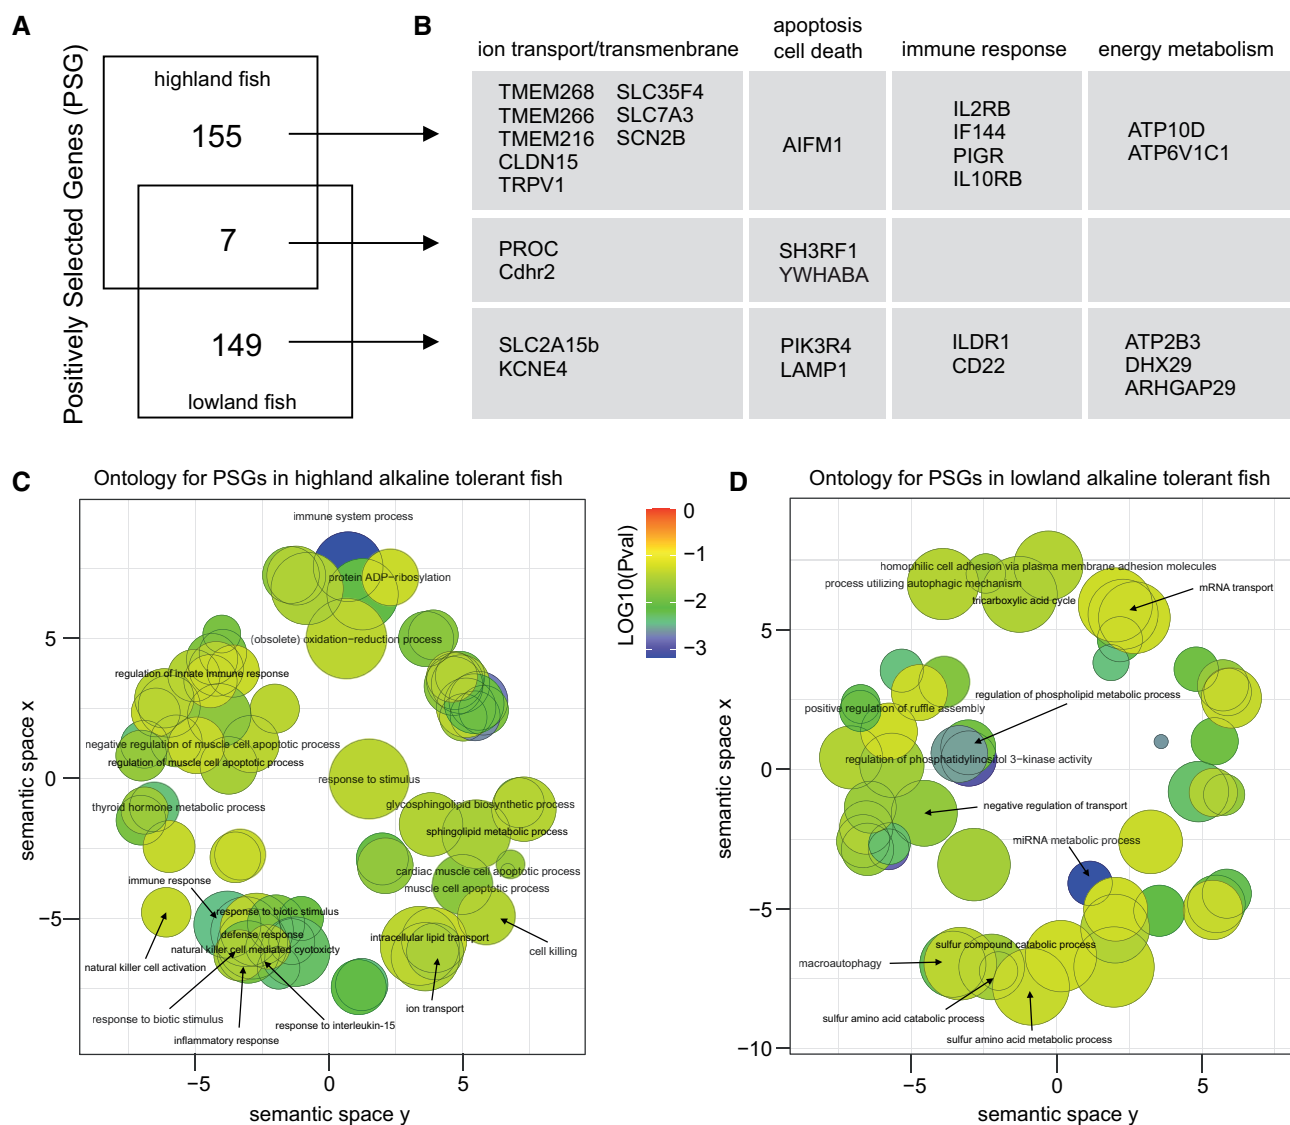 A
B
Positively Selected Genes (PSG)
highland fish
155
7
149
lowland fish
ion transport/transmenbrane
apoptosis
cell death
immune response
energy metabolism
TMEM268 SLC35F4
TMEM266 SLC7A3
TMEM216 SCN2B
CLDN15
TRPV1
AIFM1
IL2RB
IF144
PIGR
IL10RB
ATP10D
ATP6V1C1
PROC
Cdhr2
SH3RF1
YWHABA
SLC2A15b
KCNE4
PIK3R4
LAMP1
ILDR1
CD22
ATP2B3
DHX29
ARHGAP29
C
Ontology for PSGs in highland alkaline tolerant fish
immune system process
protein ADP−ribosylation
(obsolete) oxidation−reduction process
regulation of innate immune response
negative regulation of muscle cell apoptotic process
regulation of muscle cell apoptotic process
response to stimulus
thyroid hormone metabolic process
glycosphingolipid biosynthetic process
sphingolipid metabolic process
cardiac muscle cell apoptotic process
muscle cell apoptotic process
immune response
response to biotic stimulus
defense response
natural killer cell mediated cyotoxicty
intracellular lipid transport
cell killing
natural killer cell activation
ion transport
response to biotic stimulus
response to interleukin-15
inflammatory response
5
0
−5
−5
0
5
semantic space x
semantic space y
LOG10(Pval)
0
−1
−2
−3
D
Ontology for PSGs in lowland alkaline tolerant fish
homophilic cell adhesion via plasma membrane adhesion molecules
process utilizing autophagic mechanism
tricarboxylic acid cycle
mRNA transport
regulation of phospholipid metabolic process
positive regulation of ruffle assembly
regulation of phosphatidylinositol 3−kinase activity
negative regulation of transport
miRNA metabolic process
sulfur compound catabolic process
macroautophagy
sulfur amino acid catabolic process
sulfur amino acid metabolic process
5
0
−5
−10
−5
0
5
semantic space x
semantic space y